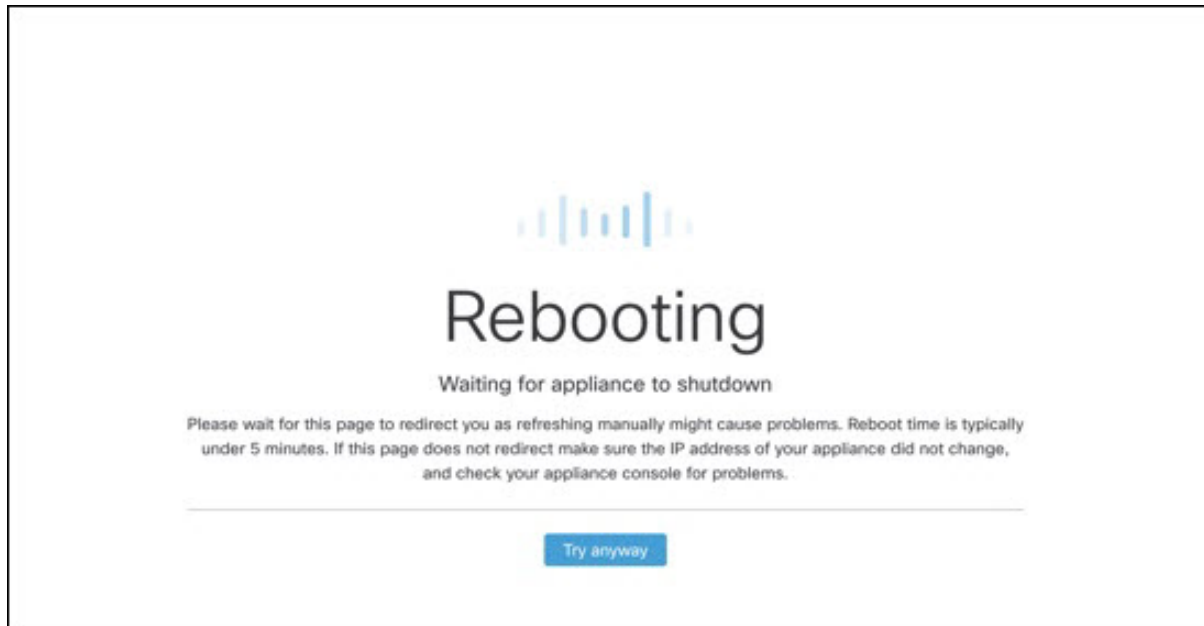 Rebooting
Waiting for appliance to shutdown
Please wait for this page to redirect you as refreshing manually might cause problems. Reboot time is typically
under 5 minutes. If this page does not redirect make sure the IP address of your appliance did not change,
and check your appliance console for problems.
Try anyway